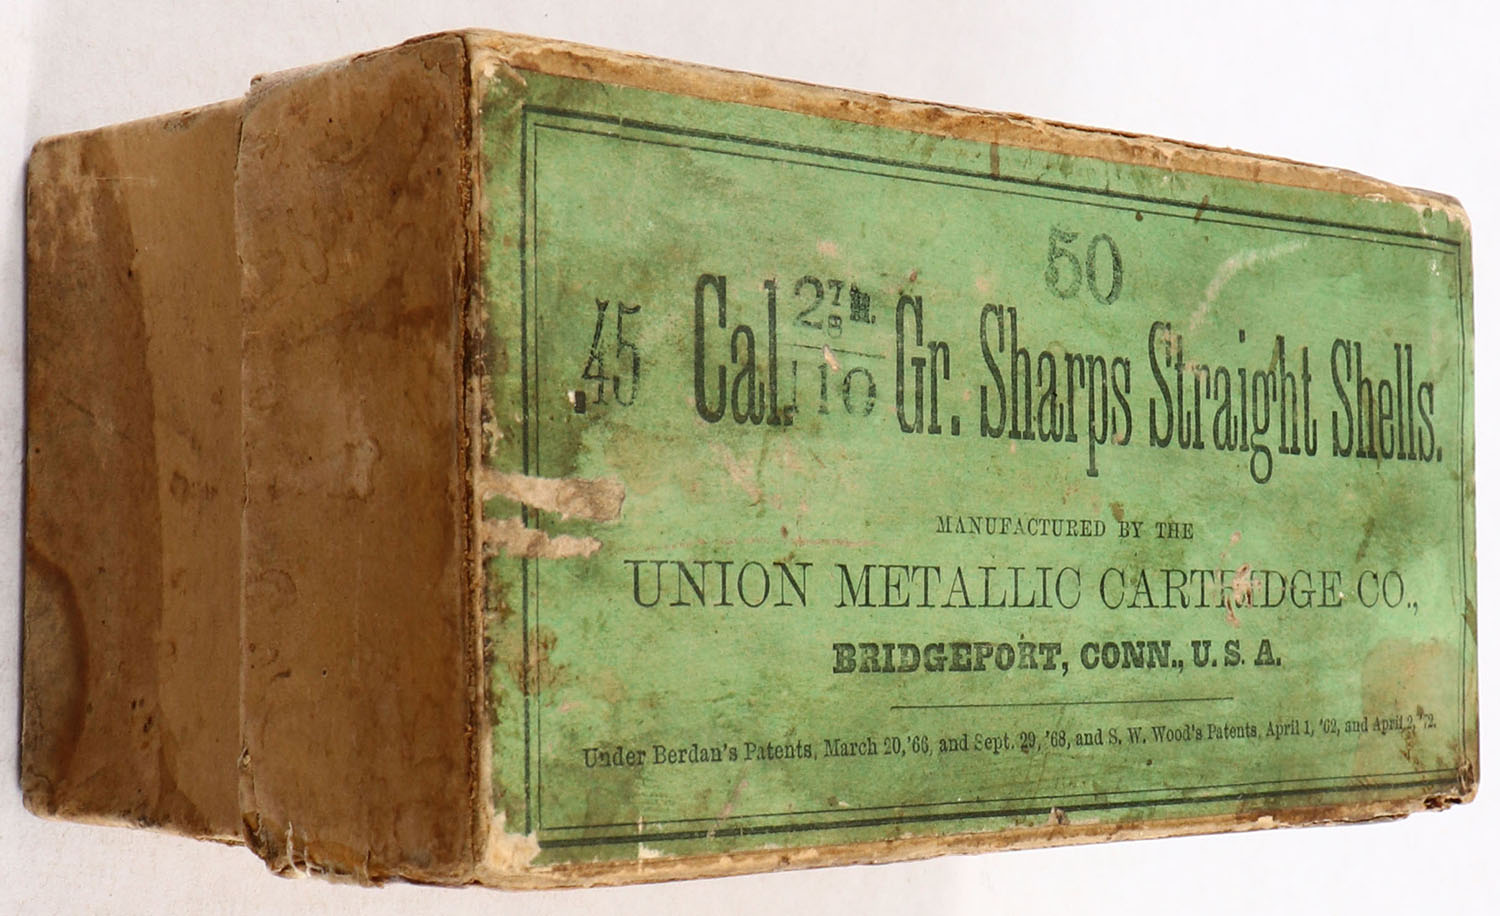 50
.45 Cal. 2 7/8 in. / 110 Gr. Sharps Straight Shells.
MANUFACTURED BY THE
UNION METALLIC CARTRIDGE CO.,
BRIDGEPORT, CONN., U. S. A.
Under Berdan's Patents, March 20, '66, and Sept. 29, '68, and S. W. Wood's Patents, April 1, '62, and April 2, '72.